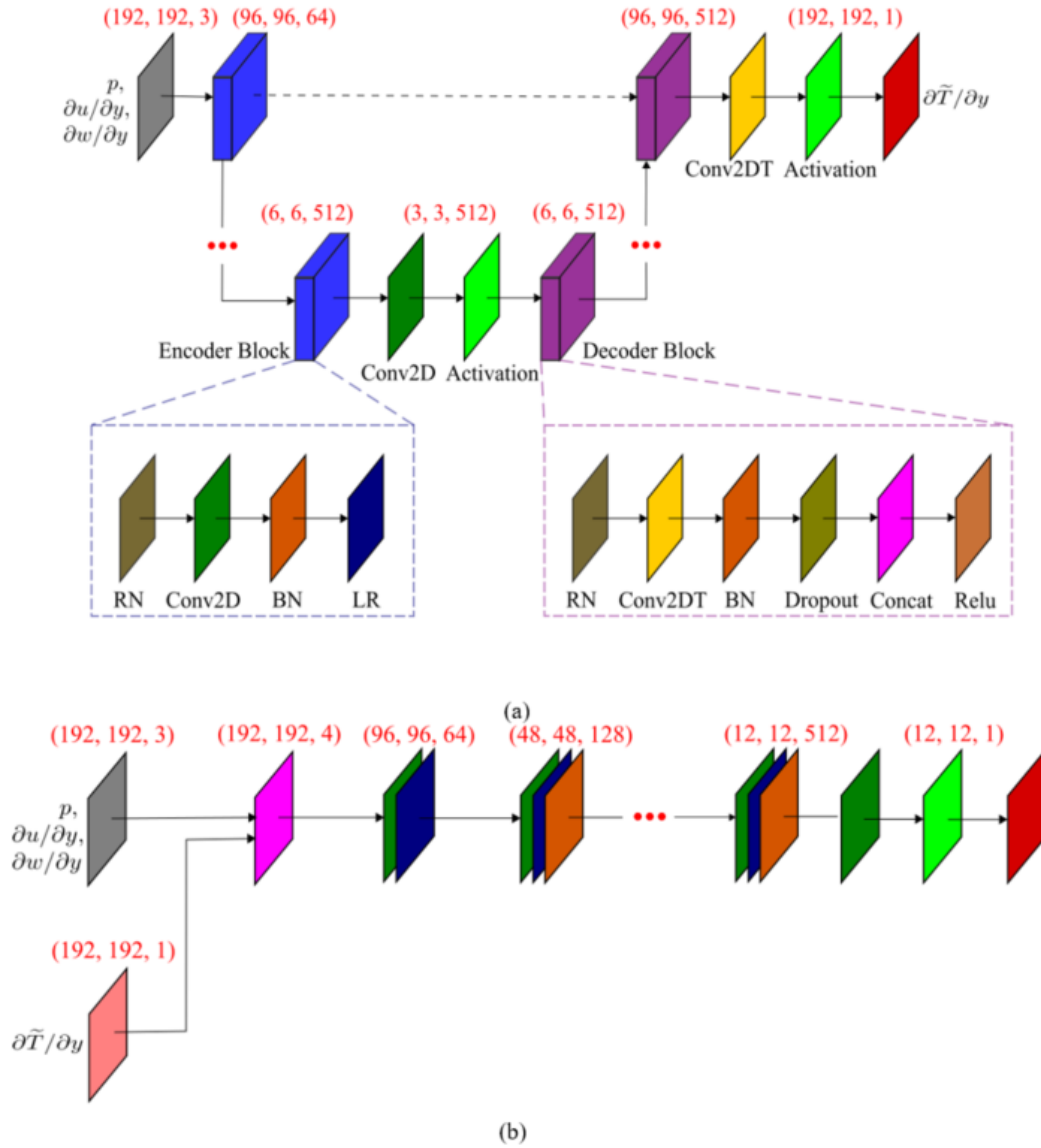 (192, 192, 3) (96, 96, 64) (96, 96, 512) (192, 192, 1)
p,
∂u/∂y,
∂w/∂y
∂T̃/∂y
Conv2DT Activation
(6, 6, 512) (3, 3, 512) (6, 6, 512)
Encoder Block Conv2D Activation Decoder Block
RN Conv2D BN LR
RN Conv2DT BN Dropout Concat Relu
(a)
(192, 192, 3) (192, 192, 4) (96, 96, 64) (48, 48, 128) (12, 12, 512) (12, 12, 1)
p,
∂u/∂y,
∂w/∂y
(192, 192, 1)
∂T̃/∂y
(b)